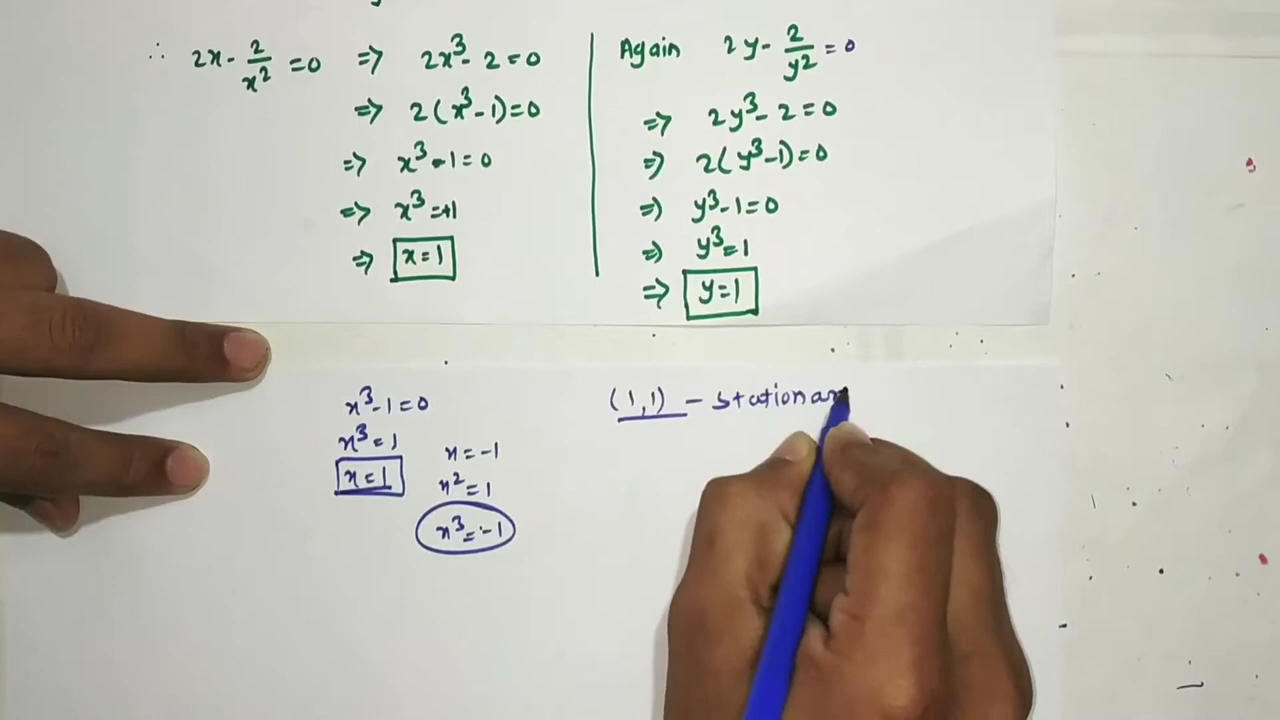 ∴ 2x - 2/x² = 0 ⇒ 2x³ - 2 = 0
⇒ 2(x³ - 1) = 0
⇒ x³ - 1 = 0
⇒ x³ = +1
⇒ x = 1
Again 2y - 2/y² = 0
⇒ 2y³ - 2 = 0
⇒ 2(y³ - 1) = 0
⇒ y³ - 1 = 0
⇒ y³ = 1
⇒ y = 1
x³ - 1 = 0
x³ = 1
x = 1
x = -1
x² = 1
x³ = -1
(1,1) - stationar